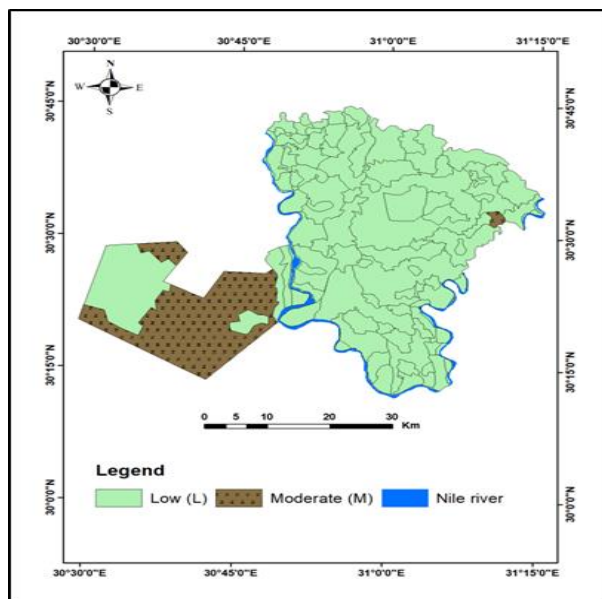 30°30'0"E 30°45'0"E 31°0'0"E 31°15'0"E
N
W E
S
30°45'0"N 30°45'0"N
30°30'0"N 30°0'0"N
30°15'0"N 30°15'0"N
0 5 10 20 30
Km
Legend
Low (L) Moderate (M) Nile river
30°0'0"N 30°0'0"N
30°30'0"E 30°45'0"E 31°0'0"E 31°15'0"E